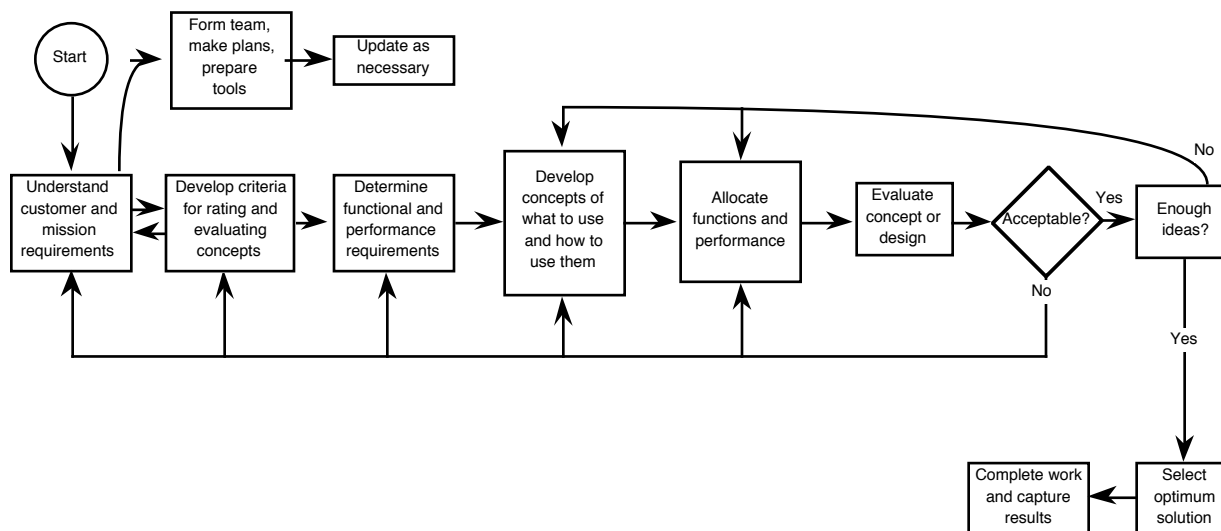 Start
Form team,
make plans,
prepare
tools
Update as
necessary
Understand
customer and
mission
requirements
Develop criteria
for rating and
evaluating
concepts
Determine
functional and
performance
requirements
Develop
concepts of
what to use
and how to
use them
Allocate
functions and
performance
Evaluate
concept or
design
Acceptable?
Yes
No
Enough
ideas?
No
Yes
Select
optimum
solution
Complete work
and capture
results